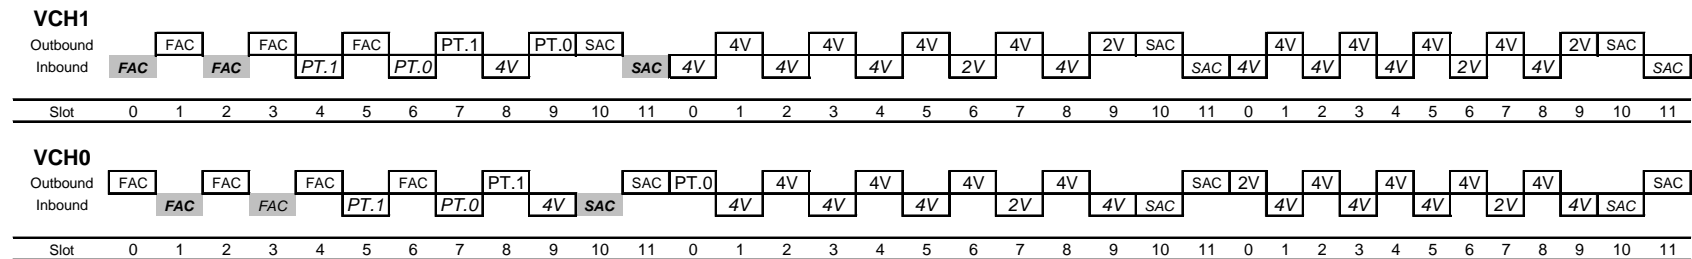 VCH1
Outbound FAC FAC FAC PT.1 PT.0 SAC 4V 4V 4V 4V 2V SAC 4V 4V 4V 4V 2V SAC
Inbound FAC FAC PT.1 PT.0 4V SAC 4V 4V 4V 2V 4V SAC 4V 4V 4V 2V 4V SAC
Slot 0 1 2 3 4 5 6 7 8 9 10 11 0 1 2 3 4 5 6 7 8 9 10 11 0 1 2 3 4 5 6 7 8 9 10 11
VCH0
Outbound FAC FAC FAC FAC PT.1 SAC PT.0 4V 4V 4V 4V SAC 2V 4V 4V 4V 4V SAC
Inbound FAC FAC PT.1 PT.0 4V SAC 4V 4V 4V 2V 4V SAC 4V 4V 4V 2V 4V SAC
Slot 0 1 2 3 4 5 6 7 8 9 10 11 0 1 2 3 4 5 6 7 8 9 10 11 0 1 2 3 4 5 6 7 8 9 10 11